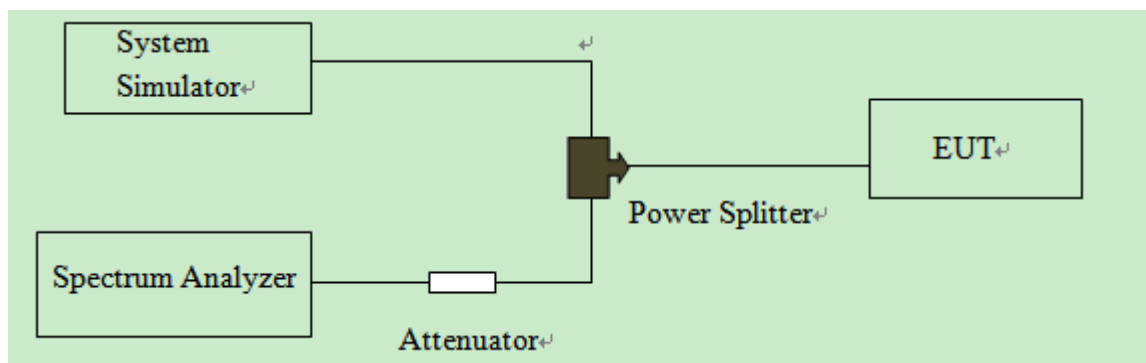 System
Simulator↵
↵
EUT↵
Power Splitter↵
Spectrum Analyzer
Attenuator↵